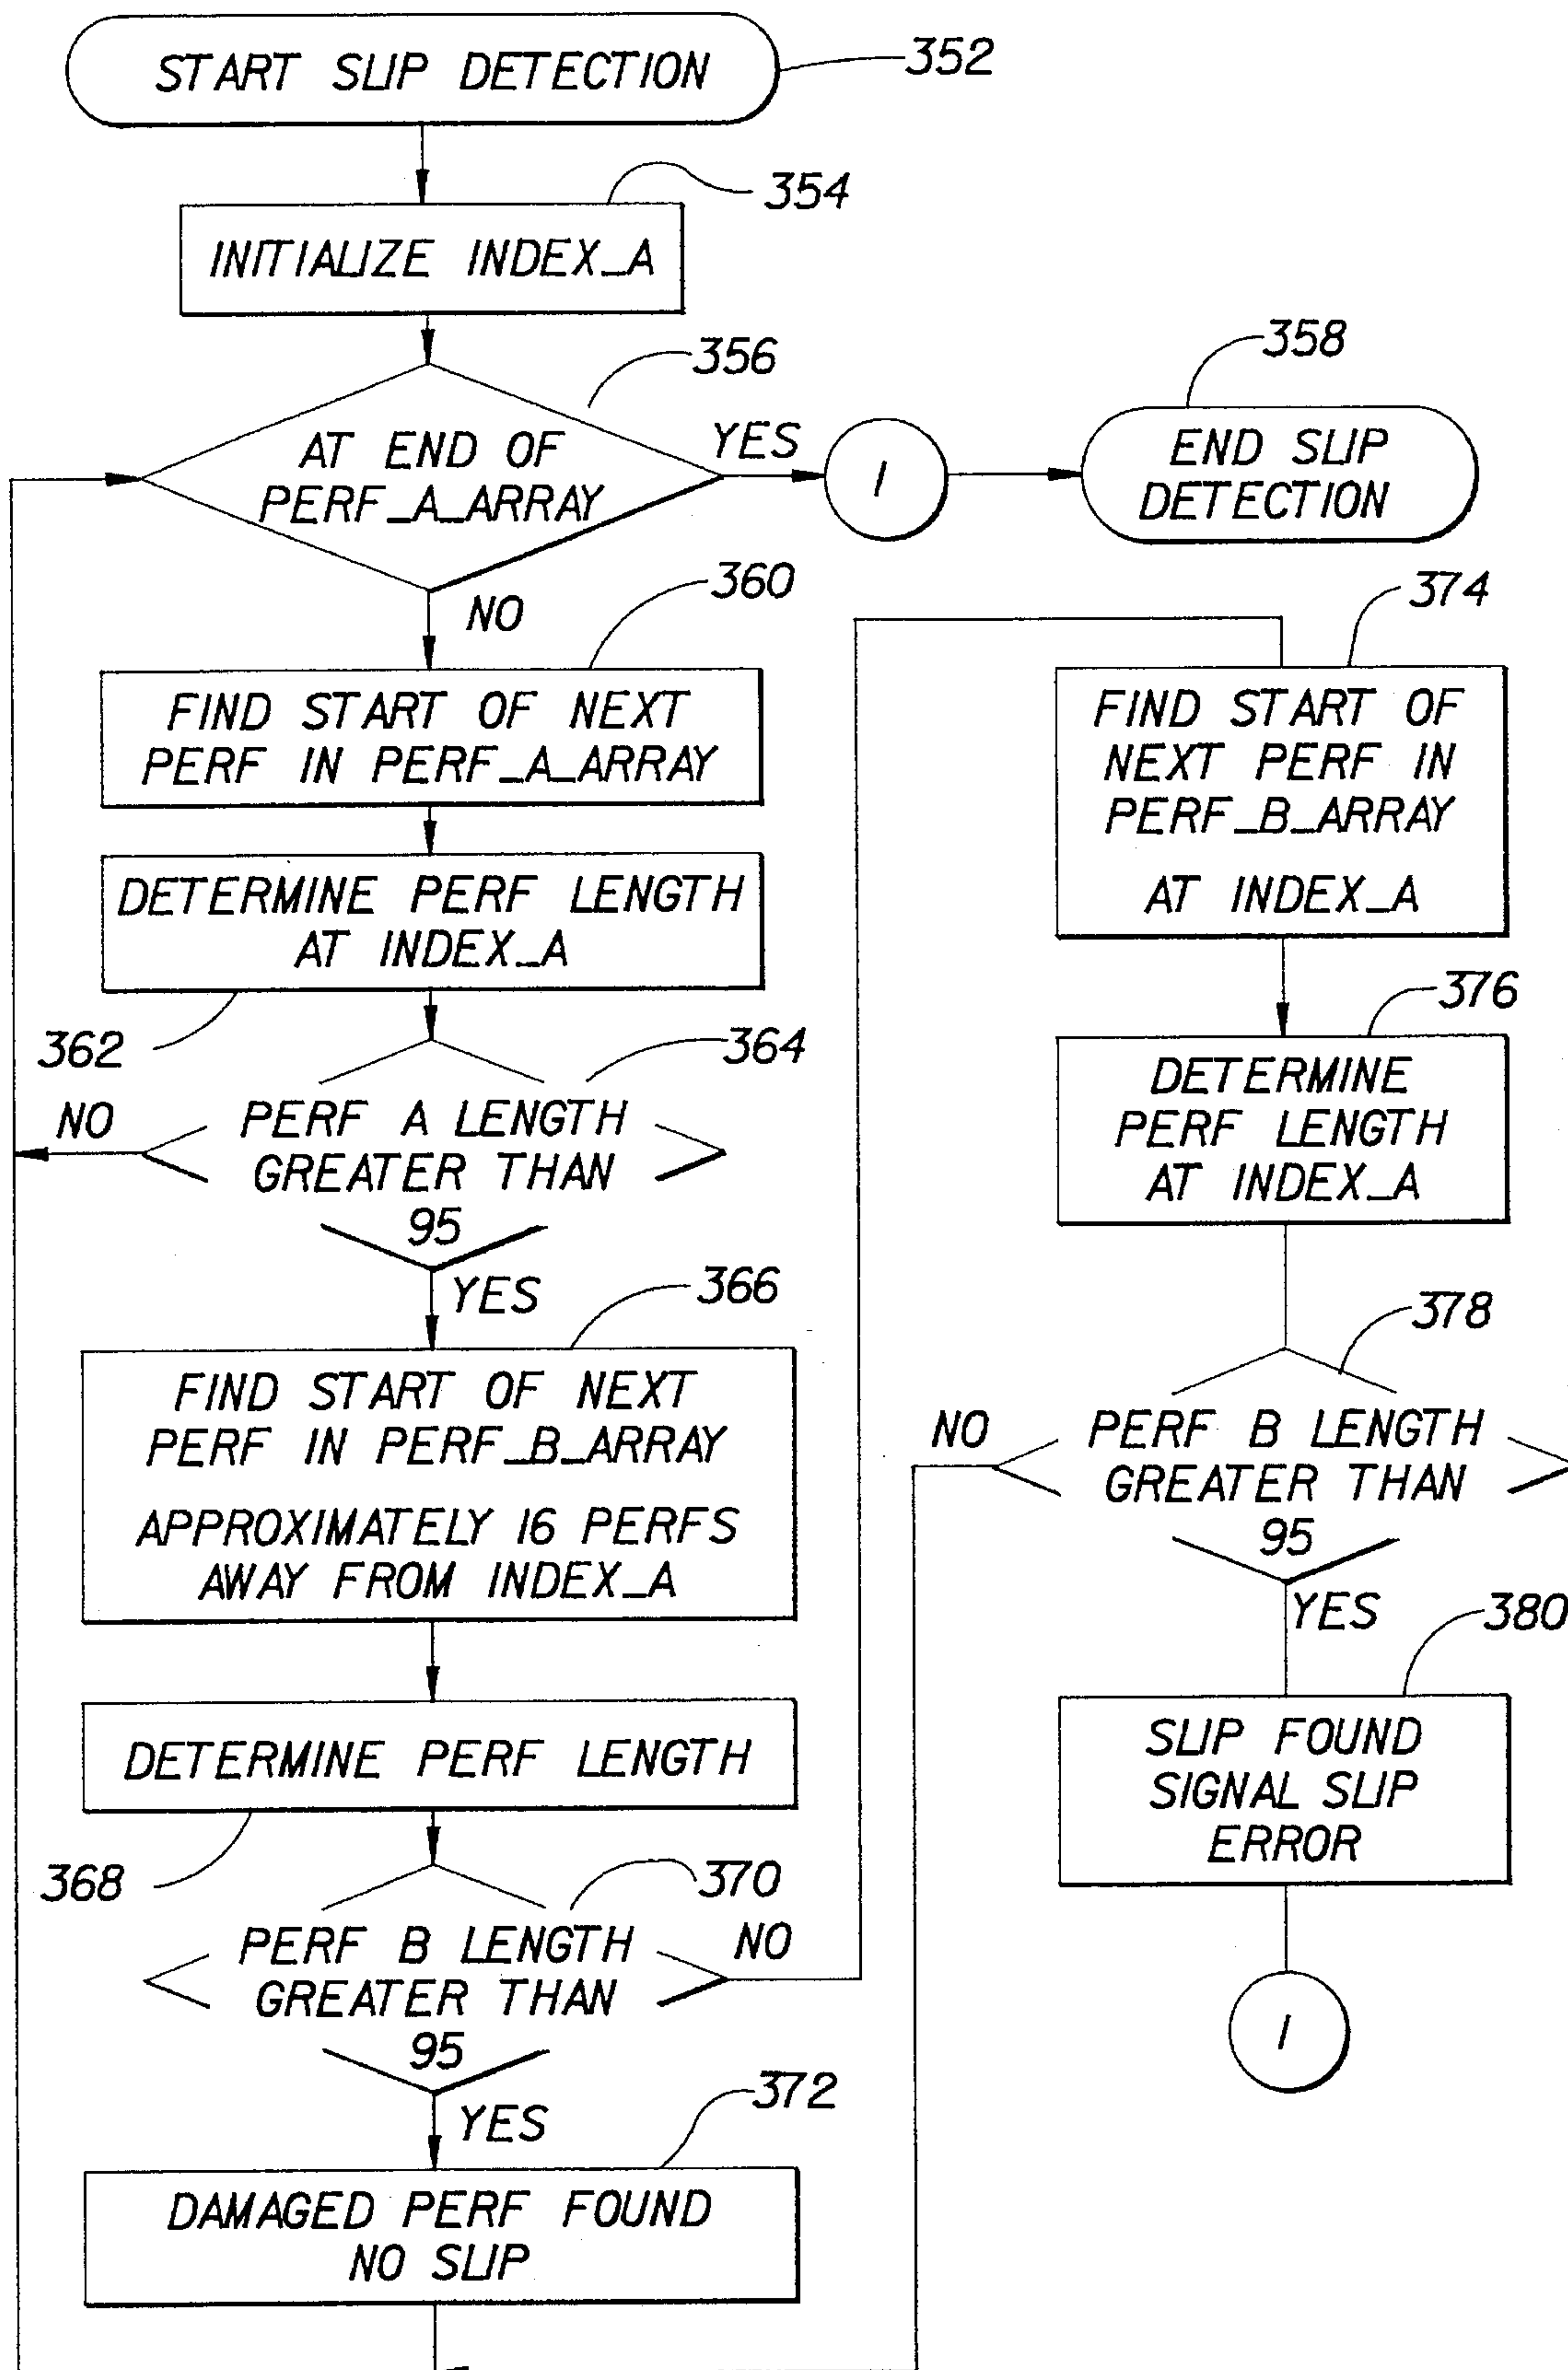 START SLIP DETECTION
352
354
INITIALIZE INDEX_A
356
AT END OF
PERF_A_ARRAY
YES
1
358
END SLIP
DETECTION
NO
360
FIND START OF NEXT
PERF IN PERF_A_ARRAY
DETERMINE PERF LENGTH
AT INDEX_A
362
364
NO
PERF A LENGTH
GREATER THAN
95
YES
366
FIND START OF NEXT
PERF IN PERF_B_ARRAY
APPROXIMATELY 16 PERFS
AWAY FROM INDEX_A
DETERMINE PERF LENGTH
368
370
PERF B LENGTH
GREATER THAN
95
NO
YES
372
DAMAGED PERF FOUND
NO SLIP
374
FIND START OF
NEXT PERF IN
PERF_B_ARRAY
AT INDEX_A
376
DETERMINE
PERF LENGTH
AT INDEX_A
378
NO
PERF B LENGTH
GREATER THAN
95
YES
380
SLIP FOUND
SIGNAL SLIP
ERROR
1